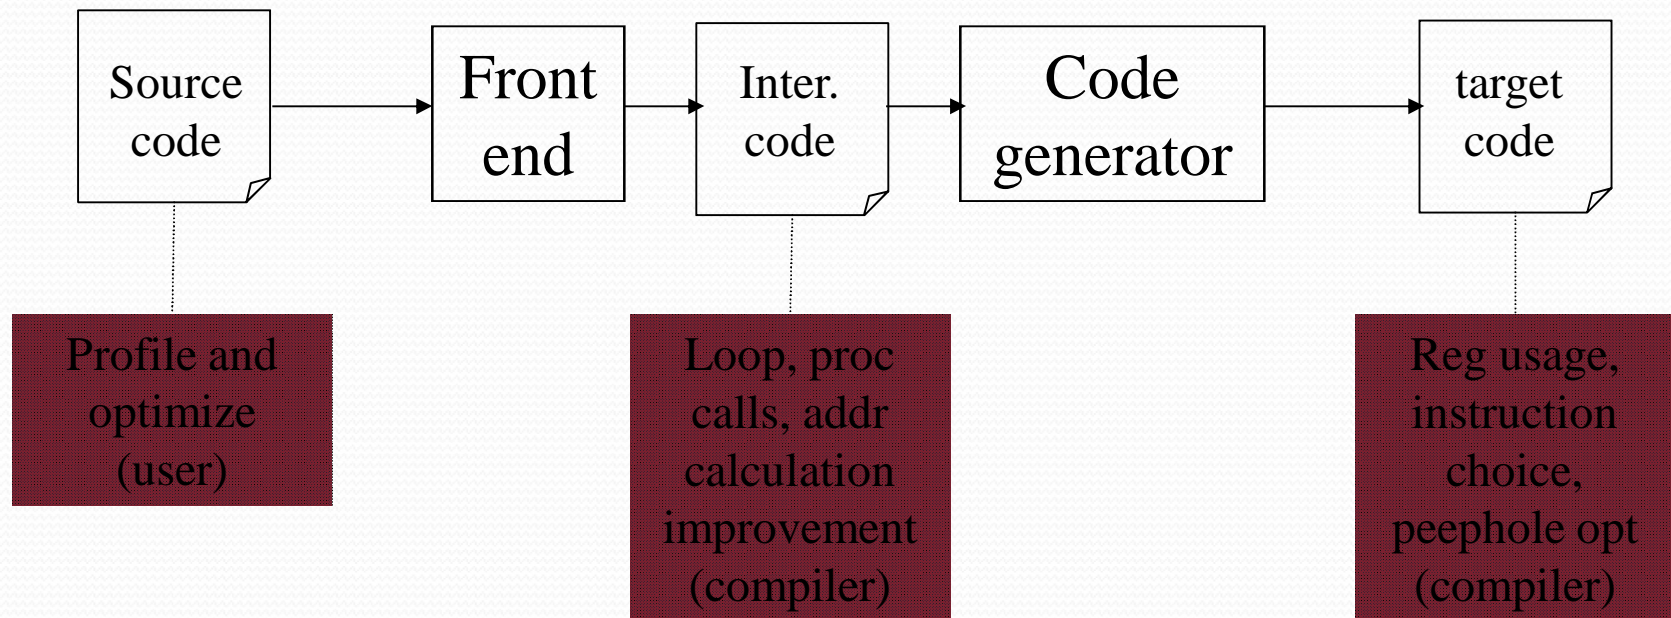 Source
code
Front
end
Inter.
code
Code
generator
target
code
Profile and
optimize
(user)
Loop, proc
calls, addr
calculation
improvement
(compiler)
Reg usage,
instruction
choice,
peephole opt
(compiler)